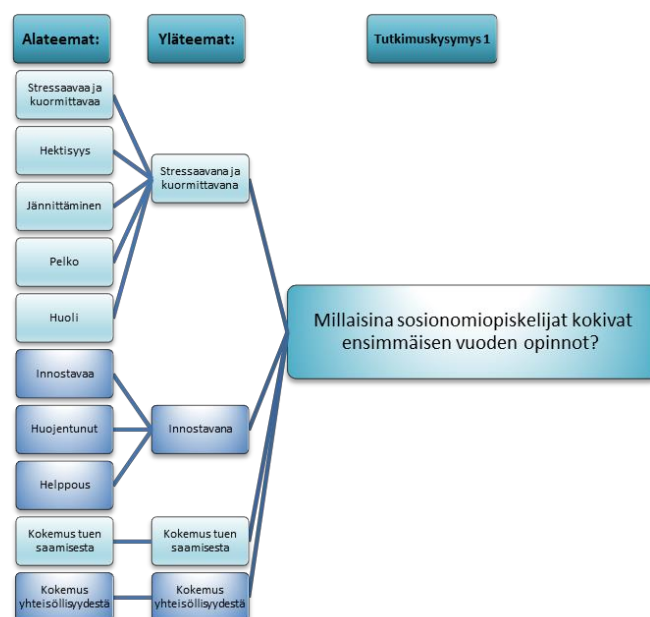 Alateemat:
Yläteemat:
Tutkimuskysymys 1
Stressaavaa ja
kuormittavaa
Hektisyys
Jännittäminen
Pelko
Huoli
Innostavaa
Huojentunut
Helppous
Kokemus tuen
saamisesta
Kokemus
yhteisöllisyydestä
Stressaavana ja
kuormittavana
Innostavana
Kokemus tuen
saamisesta
Kokemus
yhteisöllisyydestä
Millaisina sosionomiopiskelijat kokivat
ensimmäisen vuoden opinnot?